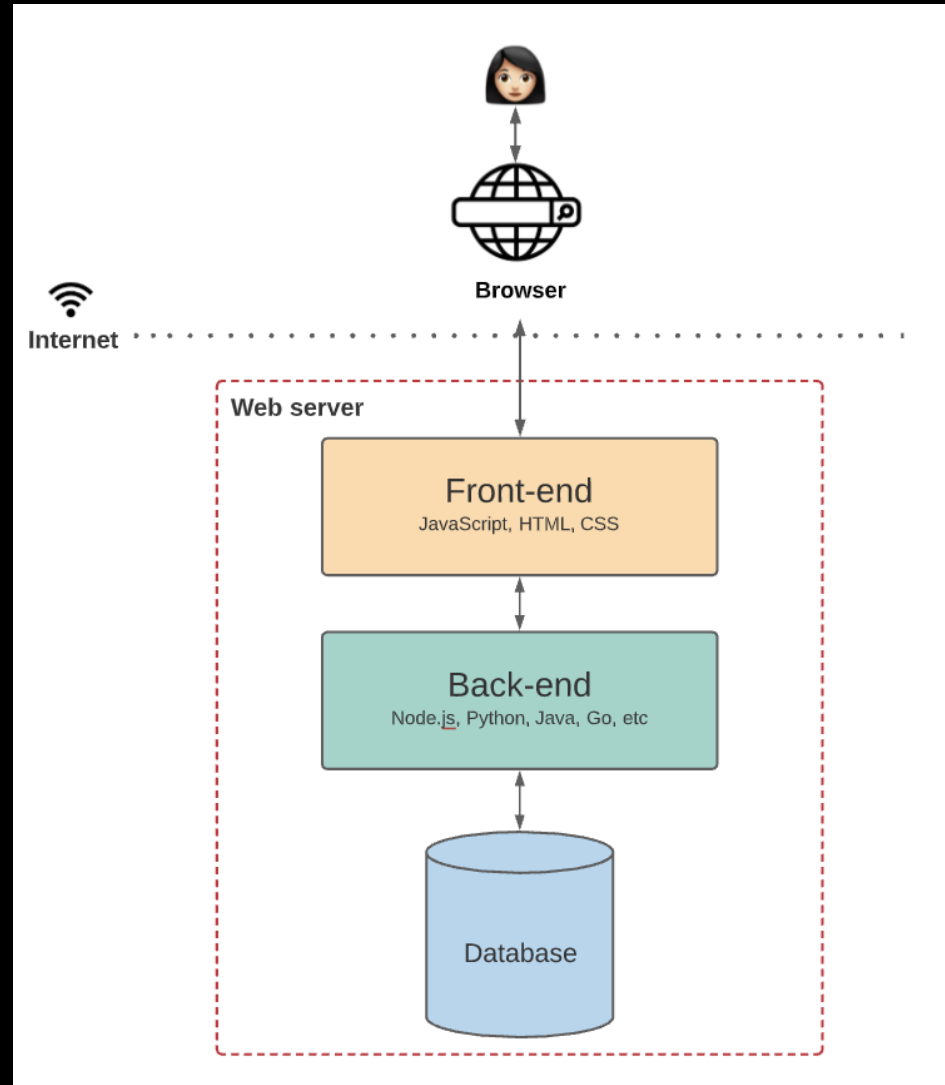 Browser
Internet
Web server
Front-end
JavaScript, HTML, CSS
Back-end
Node.js, Python, Java, Go, etc
Database